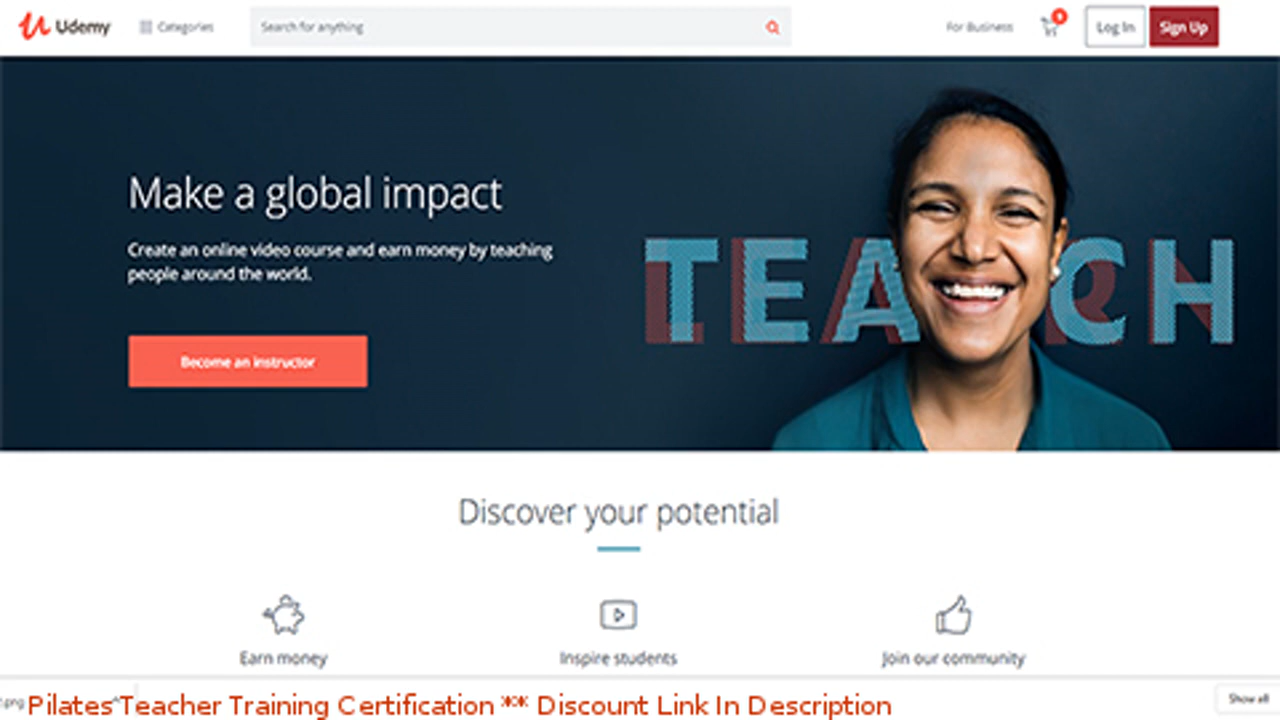 Udemy
Categories
Search for anything
For Business
Log In
Sign Up
Make a global impact
Create an online video course and earn money by teaching
people around the world.
Become an instructor
TEACH
Discover your potential
Earn money
Inspire students
Join our community
Pilates Teacher Training Certification ** Discount Link In Description
Show all